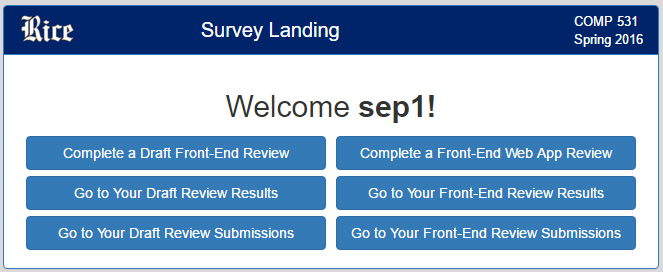 Rice
Survey Landing
COMP 531
Spring 2016
Welcome sep1!
Complete a Draft Front-End Review
Complete a Front-End Web App Review
Go to Your Draft Review Results
Go to Your Front-End Review Results
Go to Your Draft Review Submissions
Go to Your Front-End Review Submissions